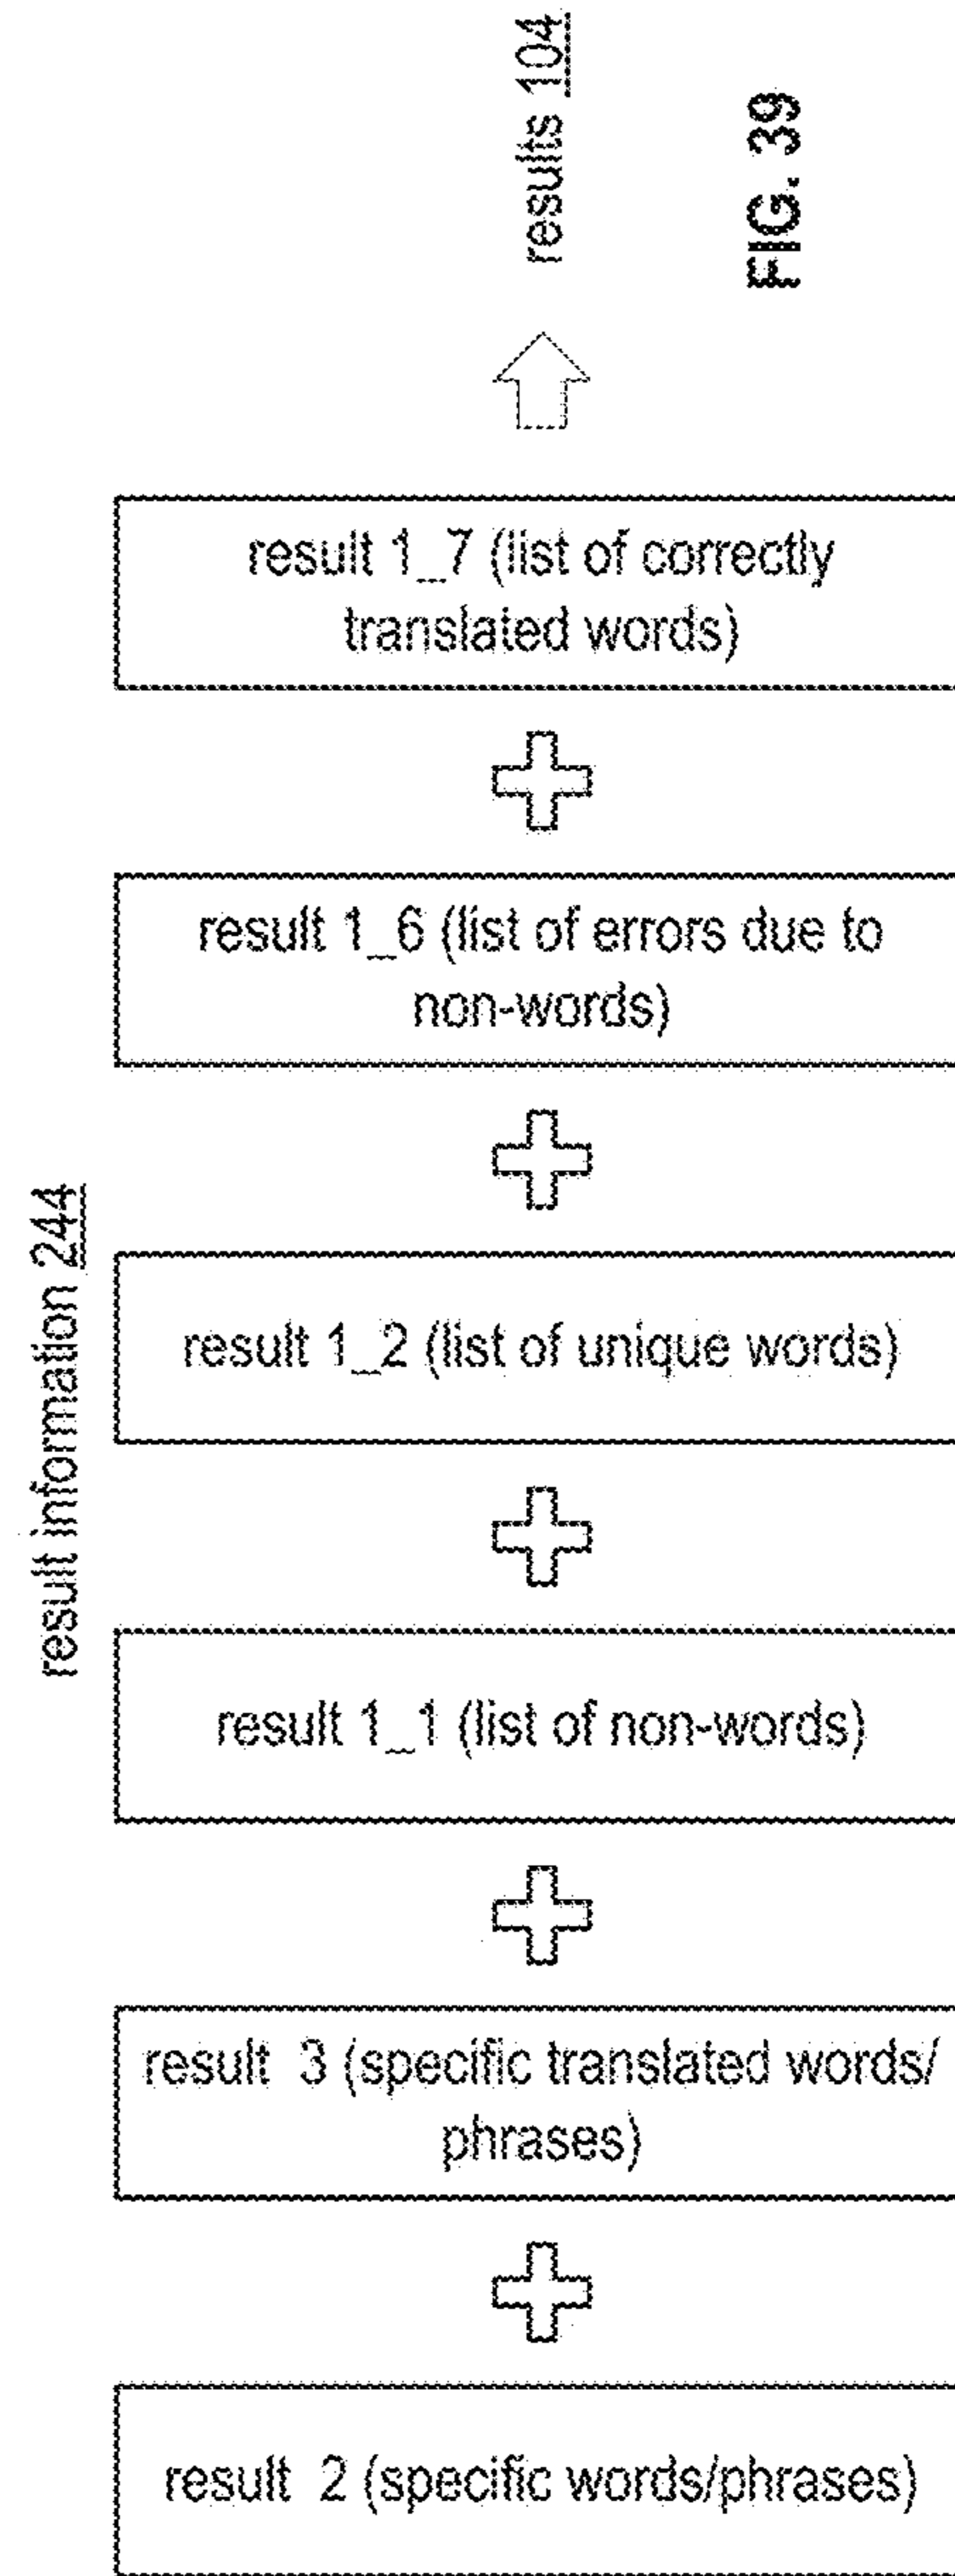 results 104
FIG. 39
result information 244
result 1_7 (list of correctly
translated words)
result 1_6 (list of errors due to
non-words)
result 1_2 (list of unique words)
result 1_1 (list of non-words)
result 3 (specific translated words/
phrases)
result 2 (specific words/phrases)